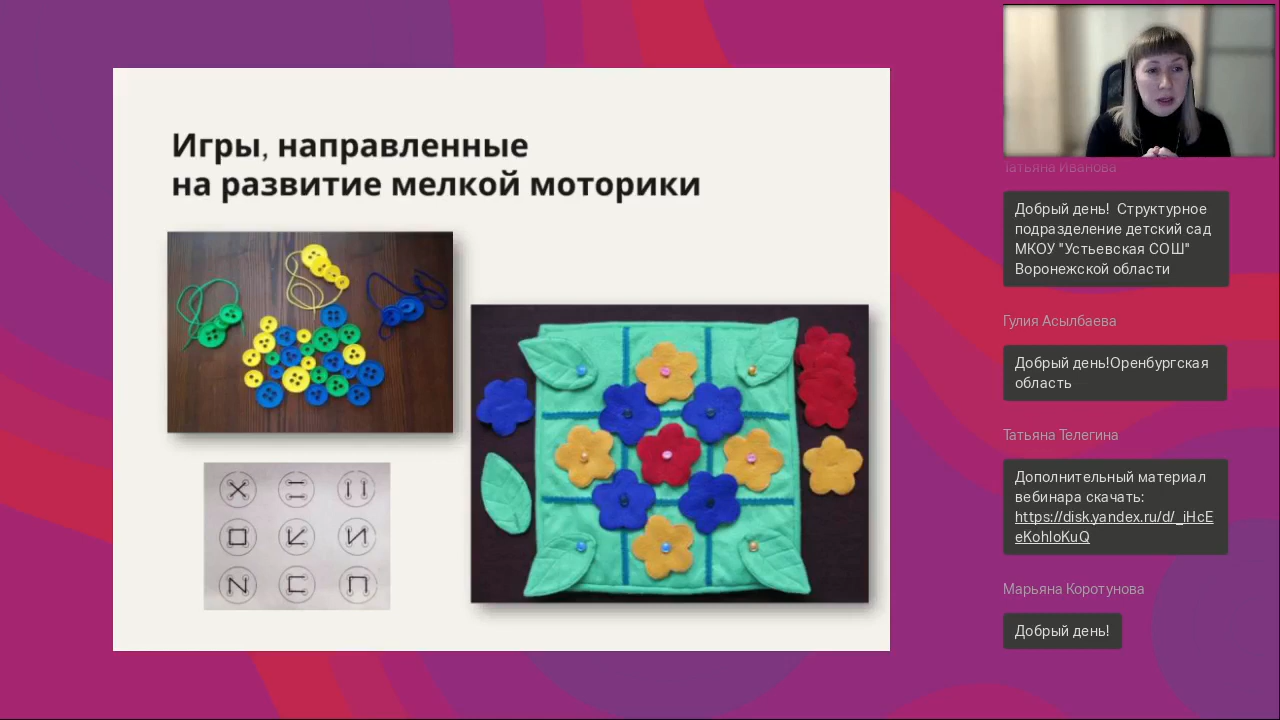 Игры, направленные
на развитие мелкой моторики
Татьяна Иванова
Добрый день!  Структурное
подразделение детский сад
МКОУ "Устьевская СОШ"
Воронежской области
Гулия Асылбаева
Добрый день!Оренбургская
область
Татьяна Телегина
Дополнительный материал
вебинара скачать:
https://disk.yandex.ru/d/_iHcE
eKohloKuQ
Марьяна Коротунова
Добрый день!